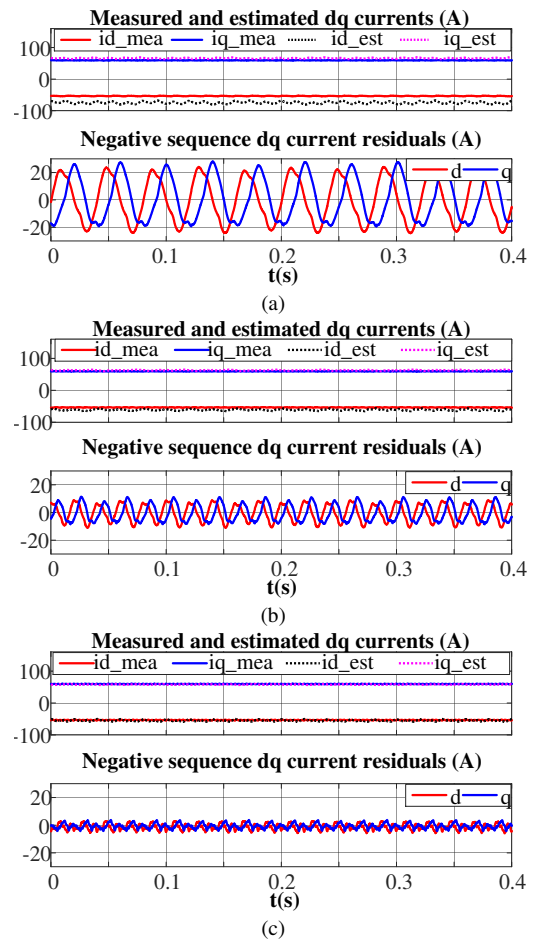 Measured and estimated dq currents (A)
id_mea iq_mea id_est iq_est
100
0
-100
Negative sequence dq current residuals (A)
d q
20
0
-20
0 0.1 0.2 0.3 0.4
t(s)
(a)
Measured and estimated dq currents (A)
id_mea iq_mea id_est iq_est
100
0
-100
Negative sequence dq current residuals (A)
d q
20
0
-20
0 0.1 0.2 0.3 0.4
t(s)
(b)
Measured and estimated dq currents (A)
id_mea iq_mea id_est iq_est
100
0
-100
Negative sequence dq current residuals (A)
d q
20
0
-20
0 0.1 0.2 0.3 0.4
t(s)
(c)